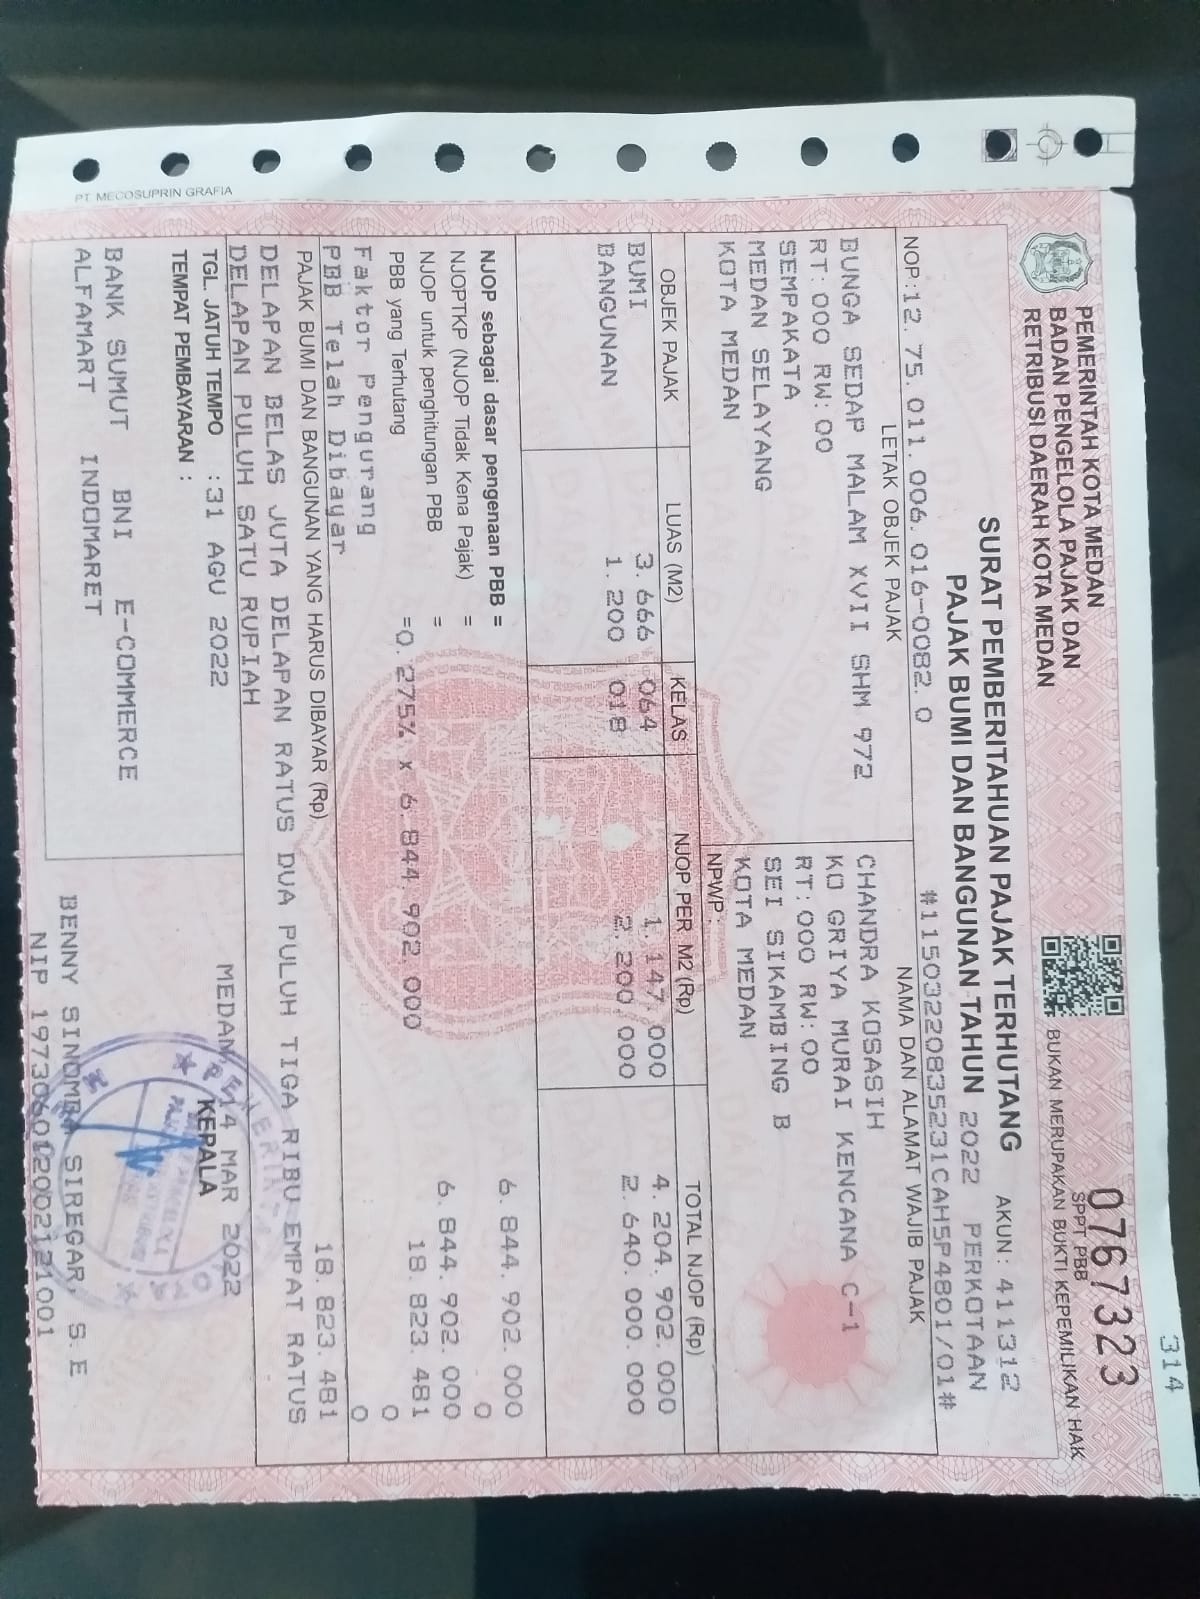 314
PEMERINTAH KOTA MEDAN
BADAN PENGELOLA PAJAK DAN
RETRIBUSI DAERAH KOTA MEDAN
0767323
SPPT PBB
BUKAN MERUPAKAN BUKTI KEPEMILIKAN HAK
SURAT PEMBERITAHUAN PAJAK TERHUTANG AKUN: 411312
PAJAK BUMI DAN BANGUNAN TAHUN 2022 PERKOTAAN
NOP:12. 75. 011. 006. 016-0082. 0 #11503220835231CAH5P4801/01#
LETAK OBJEK PAJAK
BUNGA SEDAP MALAM XVII SHM 972
RT: 000 RW: 00
SEMPAKATA
MEDAN SELAYANG
KOTA MEDAN
NAMA DAN ALAMAT WAJIB PAJAK
CHANDRA KOSASIH
KO GRIYA MURAI KENCANA C-1
RT: 000 RW: 00
SEI SIKAMBING B
KOTA MEDAN
NPWP :
OBJEK PAJAK LUAS (M2) KELAS NJOP PER M2 (Rp) TOTAL NJOP (Rp)
BUMI 3. 666 064 1. 147. 000 4. 204. 902. 000
BANGUNAN 1. 200 018 2. 200. 000 2. 640. 000. 000
NJOP sebagai dasar pengenaan PBB = 6. 844. 902. 000
NJOPTKP (NJOP Tidak Kena Pajak) = 0
NJOP untuk penghitungan PBB = 6. 844. 902. 000
PBB yang Terhutang =0. 275% x 6. 844. 902. 000 18. 823. 481
Faktor Pengurang 0
PBB Telah Dibayar 0
PAJAK BUMI DAN BANGUNAN YANG HARUS DIBAYAR (Rp) 18. 823. 481
DELAPAN BELAS JUTA DELAPAN RATUS DUA PULUH TIGA RIBU EMPAT RATUS
DELAPAN PULUH SATU RUPIAH
TGL. JATUH TEMPO : 31 AGU 2022
TEMPAT PEMBAYARAN :
BANK SUMUT BNI E-COMMERCE
ALFAMART INDOMARET
MEDAN, 14 MAR 2022
KEPALA
BENNY SINOMBA SIREGAR, S. E
NIP 197306012002121001
PT. MECOSUPRIN GRAFIA